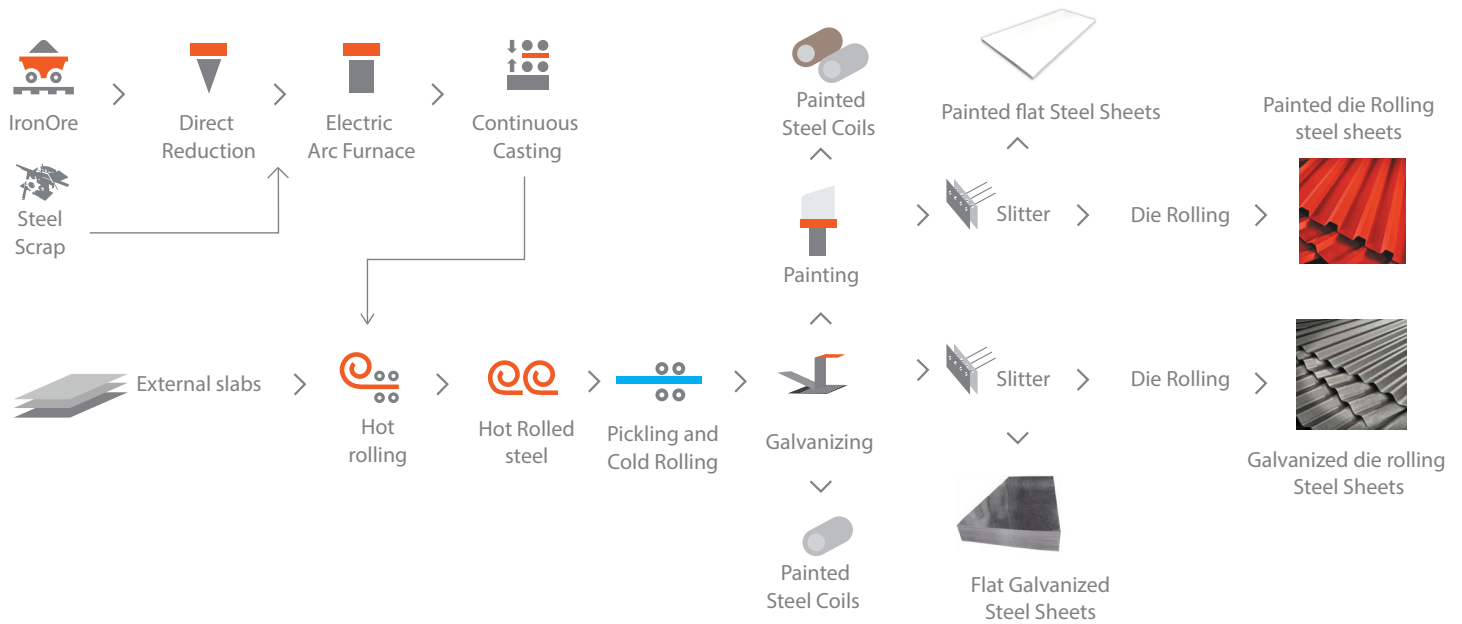 IronOre
Direct
Reduction
Electric
Arc Furnace
Continuous
Casting
Steel
Scrap
Painted
Steel Coils
Painted flat Steel Sheets
Painted die Rolling
steel sheets
Painting
Slitter
Die Rolling
External slabs
Hot
rolling
Hot Rolled
steel
Pickling and
Cold Rolling
Galvanizing
Slitter
Die Rolling
Galvanized die rolling
Steel Sheets
Painted
Steel Coils
Flat Galvanized
Steel Sheets